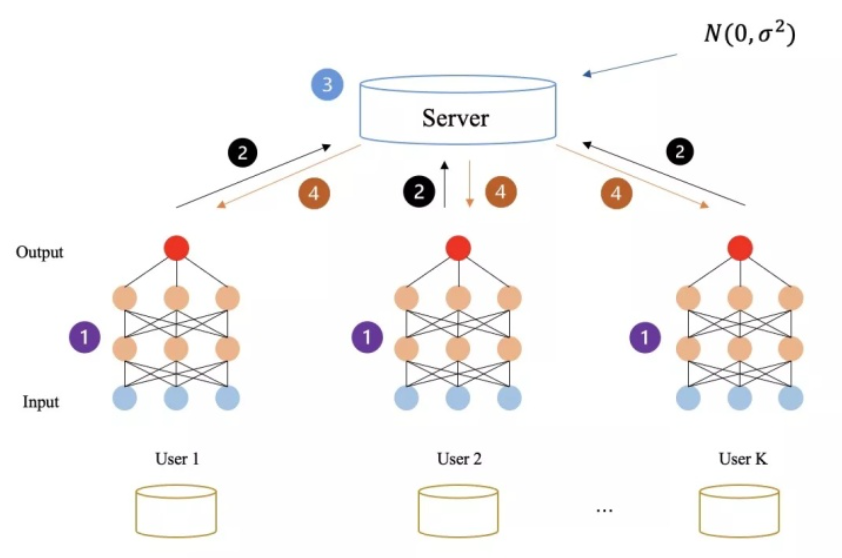 N(0, σ²)
3
Server
2
2
4
2
4
4
Output
1
1
1
Input
User 1
User 2
User K
...